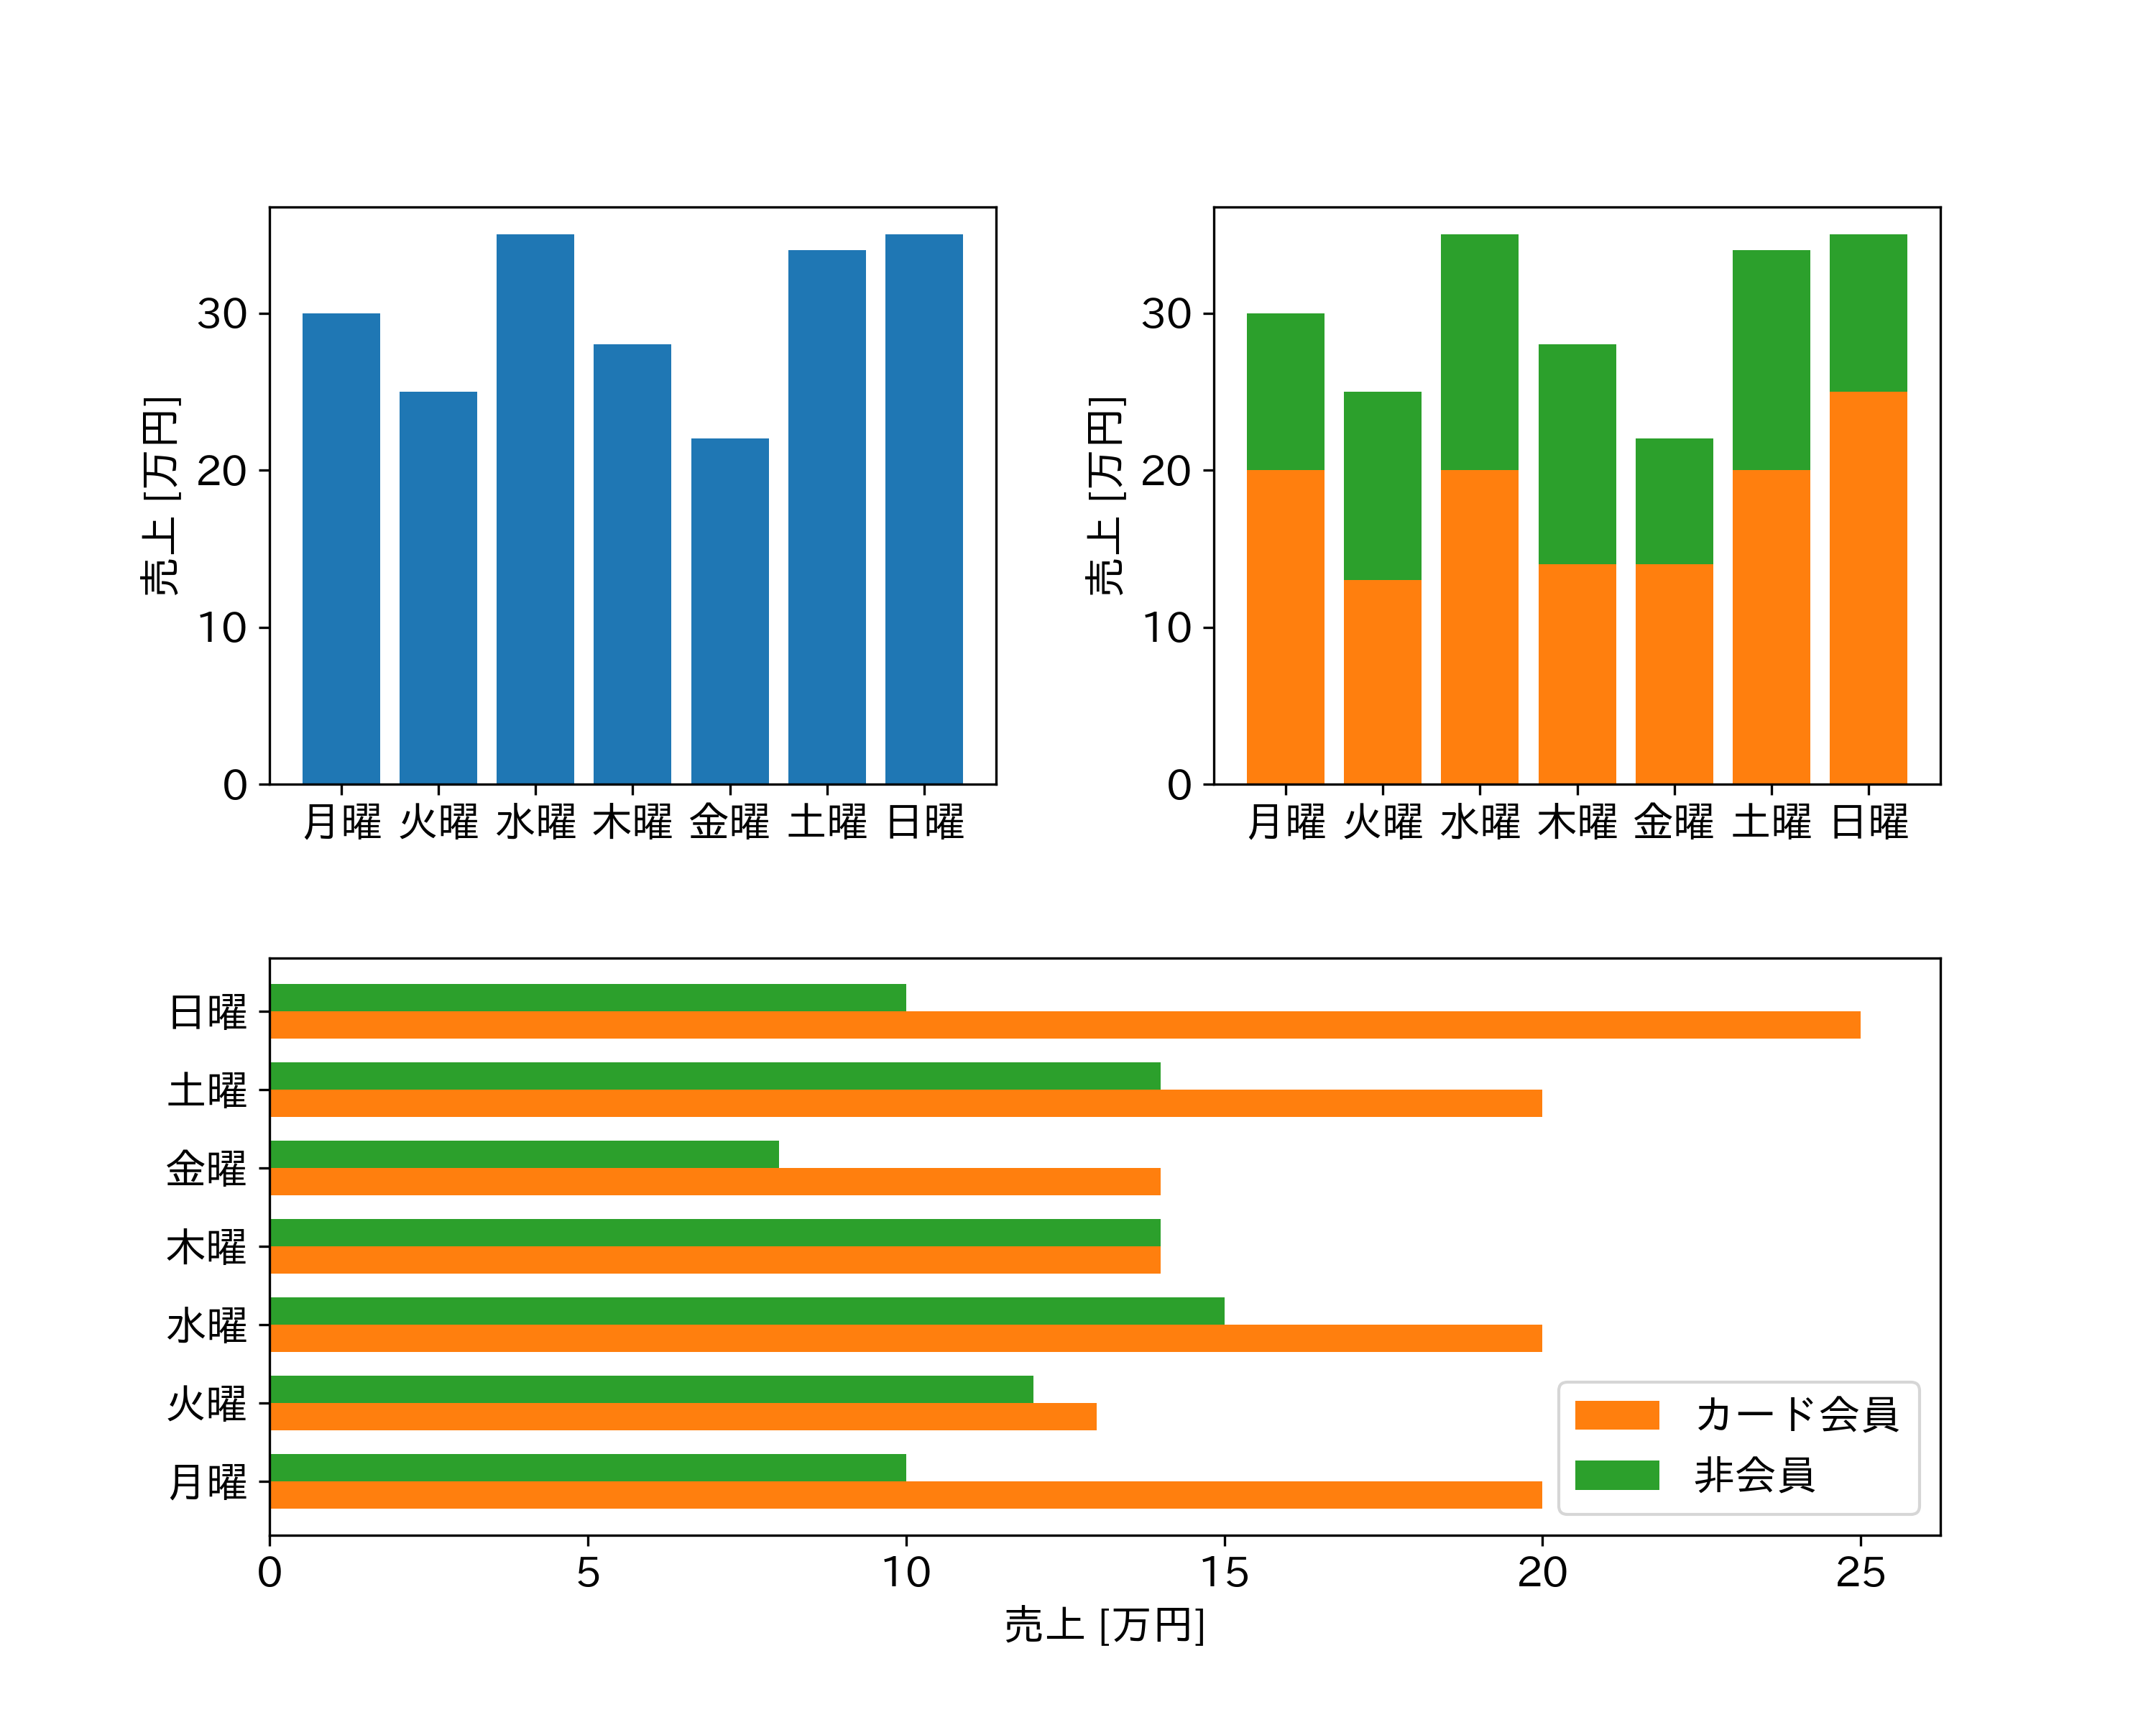 売上 [万円]
30
20
10
0
月曜 火曜 水曜 木曜 金曜 土曜 日曜
売上 [万円]
30
20
10
0
月曜 火曜 水曜 木曜 金曜 土曜 日曜
日曜
土曜
金曜
木曜
水曜
火曜
月曜
カード会員
非会員
0 5 10 15 20 25
売上 [万円]